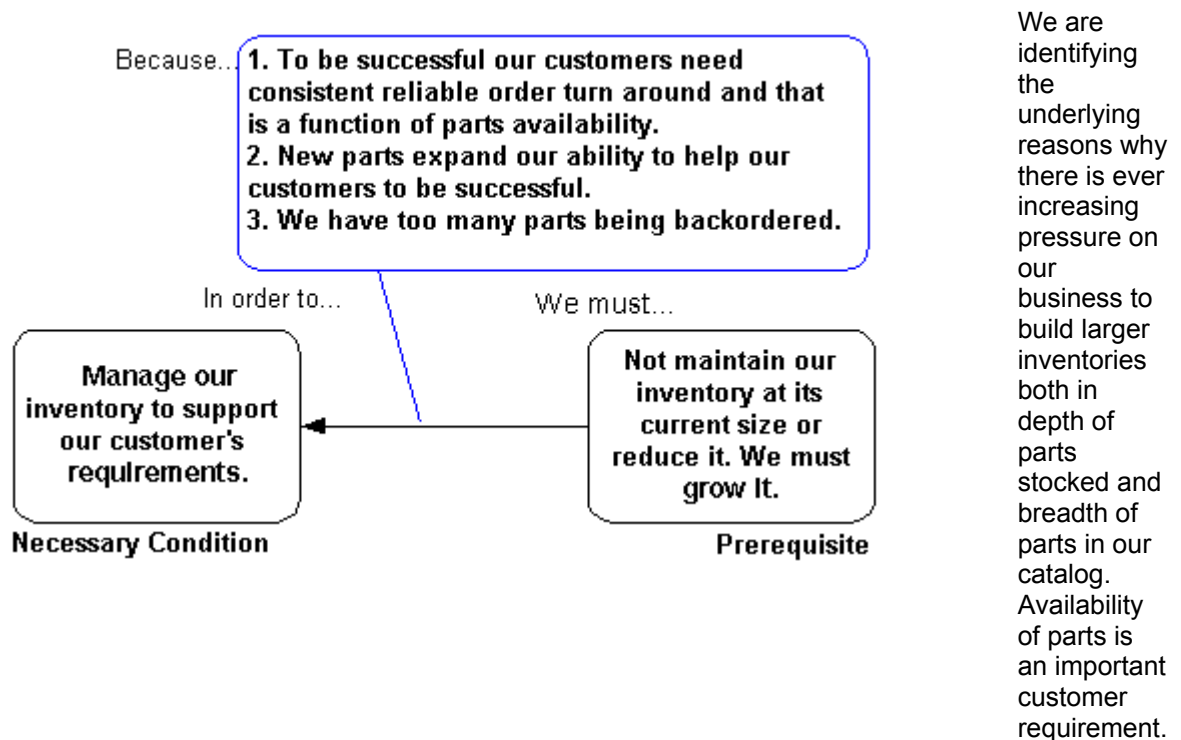 Because...
1. To be successful our customers need
consistent reliable order turn around and that
is a function of parts availability.
2. New parts expand our ability to help our
customers to be successful.
3. We have too many parts being backordered.
In order to...
We must...
Manage our
inventory to support
our customer's
requirements.
Necessary Condition
Not maintain our
inventory at its
current size or
reduce it. We must
grow It.
Prerequisite
We are
identifying
the
underlying
reasons why
there is ever
increasing
pressure on
our
business to
build larger
inventories
both in
depth of
parts
stocked and
breadth of
parts in our
catalog.
Availability
of parts is
an important
customer
requirement.